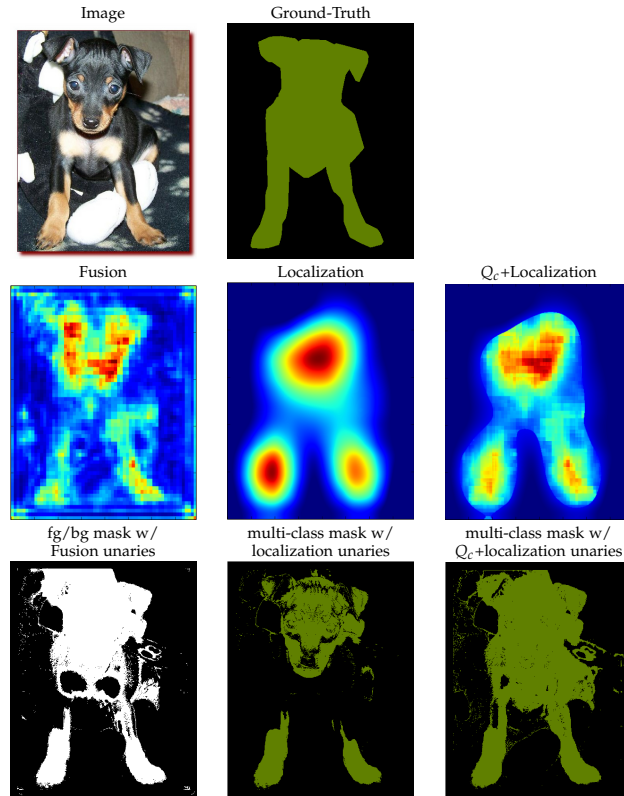 Image
Ground-Truth
Fusion
Localization
Q_c+Localization
fg/bg mask w/
Fusion unaries
multi-class mask w/
localization unaries
multi-class mask w/
Q_c+localization unaries